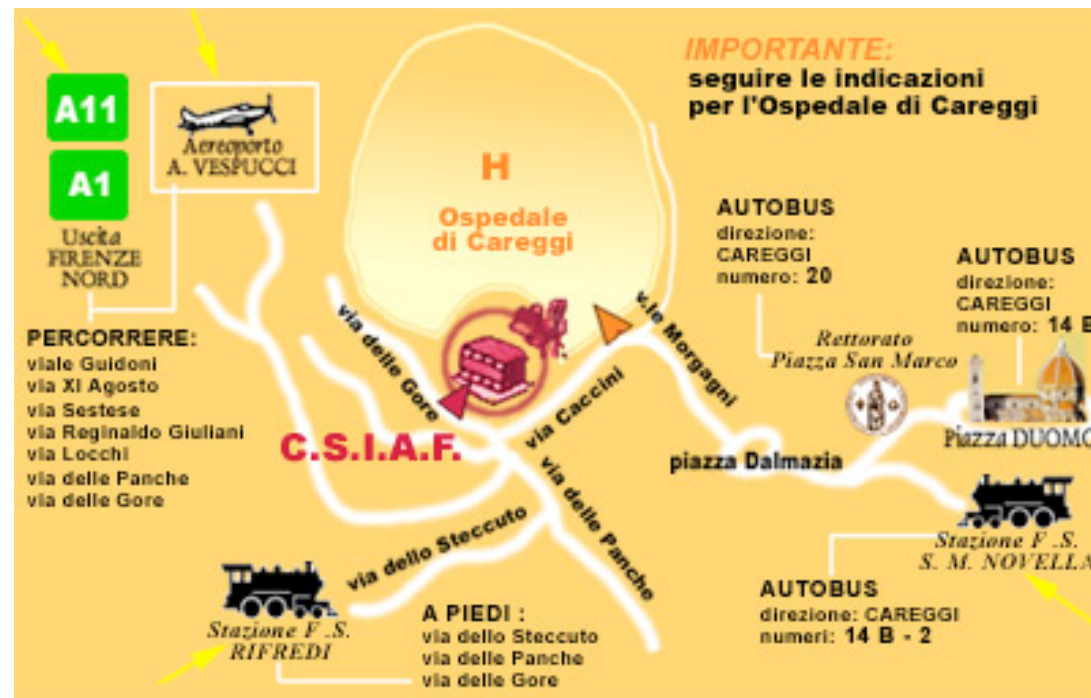 IMPORTANTE:
seguire le indicazioni
per l'Ospedale di Careggi
A11
A1
Uscita
FIRENZE
NORD
Aereoporto
A. VESPUCCI
H
Ospedale
di Careggi
AUTOBUS
direzione:
CAREGGI
numero: 20
AUTOBUS
direzione:
CAREGGI
numero: 14 B
PERCORRERE:
viale Guidoni
via XI Agosto
via Sestese
via Reginaldo Giuliani
via Locchi
via delle Panche
via delle Gore
via delle Gore
v.le Morgagni
via Caccini
Rettorato
Piazza San Marco
Piazza DUOMO
C.S.I.A.F.
piazza Dalmazia
via delle Panche
via dello Steccuto
Stazione F .S.
S. M. NOVELLA
Stazione F .S.
RIFREDI
A PIEDI :
via dello Steccuto
via delle Panche
via delle Gore
AUTOBUS
direzione: CAREGGI
numeri: 14 B - 2